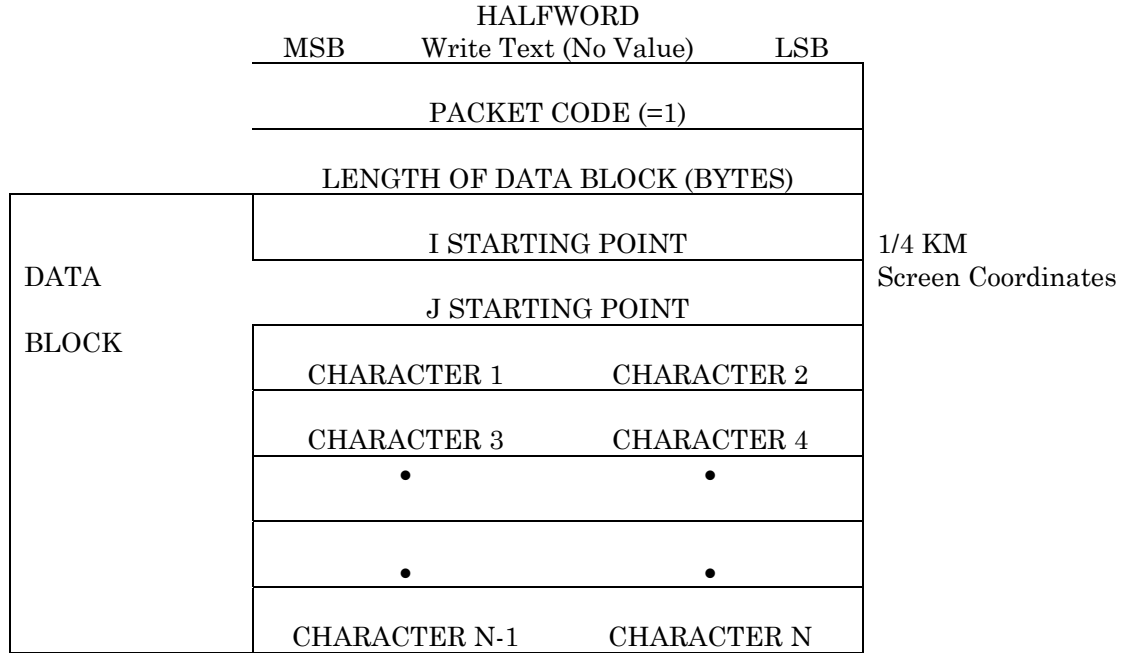 HALFWORD
MSB Write Text (No Value) LSB
PACKET CODE (=1)
LENGTH OF DATA BLOCK (BYTES)
I STARTING POINT 1/4 KM
DATA Screen Coordinates
J STARTING POINT
BLOCK
CHARACTER 1 CHARACTER 2
CHARACTER 3 CHARACTER 4
• •
• •
CHARACTER N-1 CHARACTER N